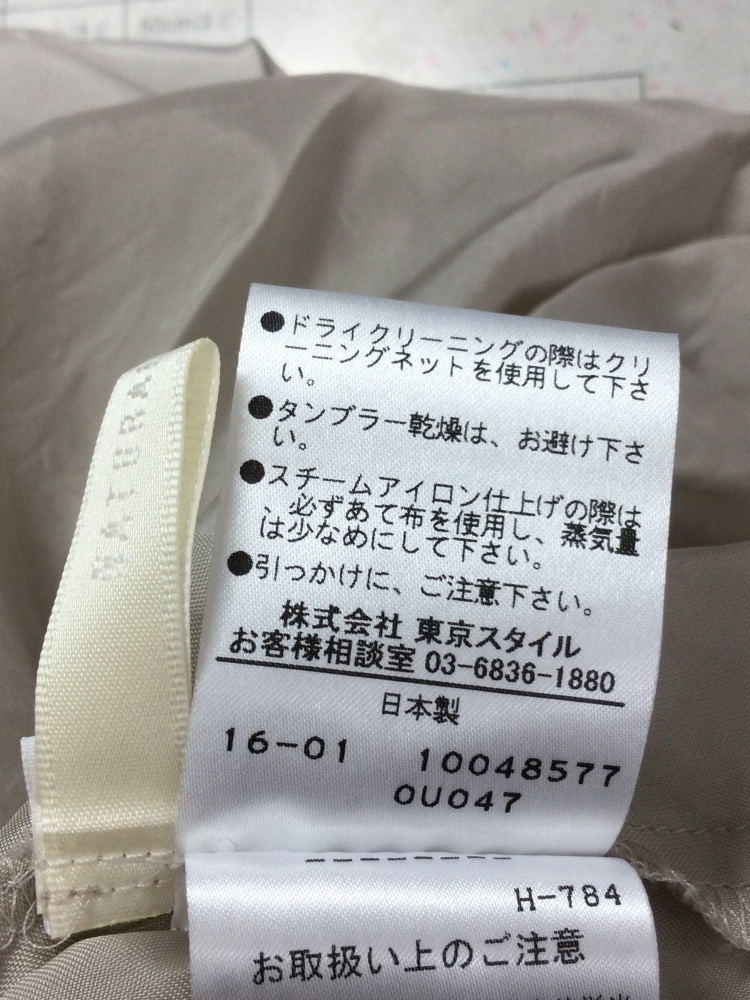 ●ドライクリーニングの際はクリ
ーニングネットを使用して下さ
い。
●タンブラー乾燥は、お避け下さ
い。
●スチームアイロン仕上げの際は
、必ずあて布を使用し、蒸気量
は少なめにして下さい。
●引っかけに、ご注意下さい。
株式会社 東京スタイル
お客様相談室 03-6836-1880
日本製
16-01 10048577
0U047
H-784
お取扱い上のご注意